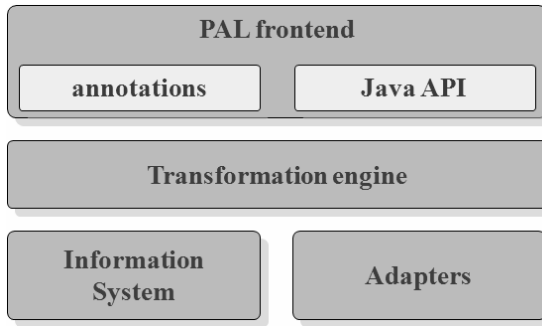 PAL frontend
annotations
Java API
Transformation engine
Information
System
Adapters